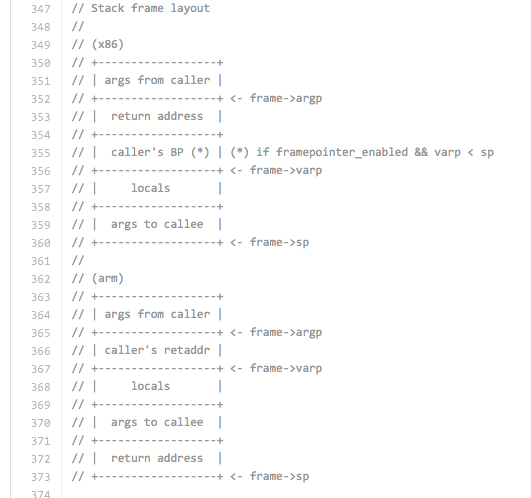 347 // Stack frame layout
348 //
349 // (x86)
350 // +------------------+
351 // | args from caller |
352 // +------------------+ <- frame->argp
353 // |  return address  |
354 // +------------------+
355 // |  caller's BP (*) | (*) if framepointer_enabled && varp < sp
356 // +------------------+ <- frame->varp
357 // |     locals       |
358 // +------------------+
359 // |  args to callee  |
360 // +------------------+ <- frame->sp
361 //
362 // (arm)
363 // +------------------+
364 // | args from caller |
365 // +------------------+ <- frame->argp
366 // | caller's retaddr |
367 // +------------------+ <- frame->varp
368 // |     locals       |
369 // +------------------+
370 // |  args to callee  |
371 // +------------------+
372 // |  return address  |
373 // +------------------+ <- frame->sp
374